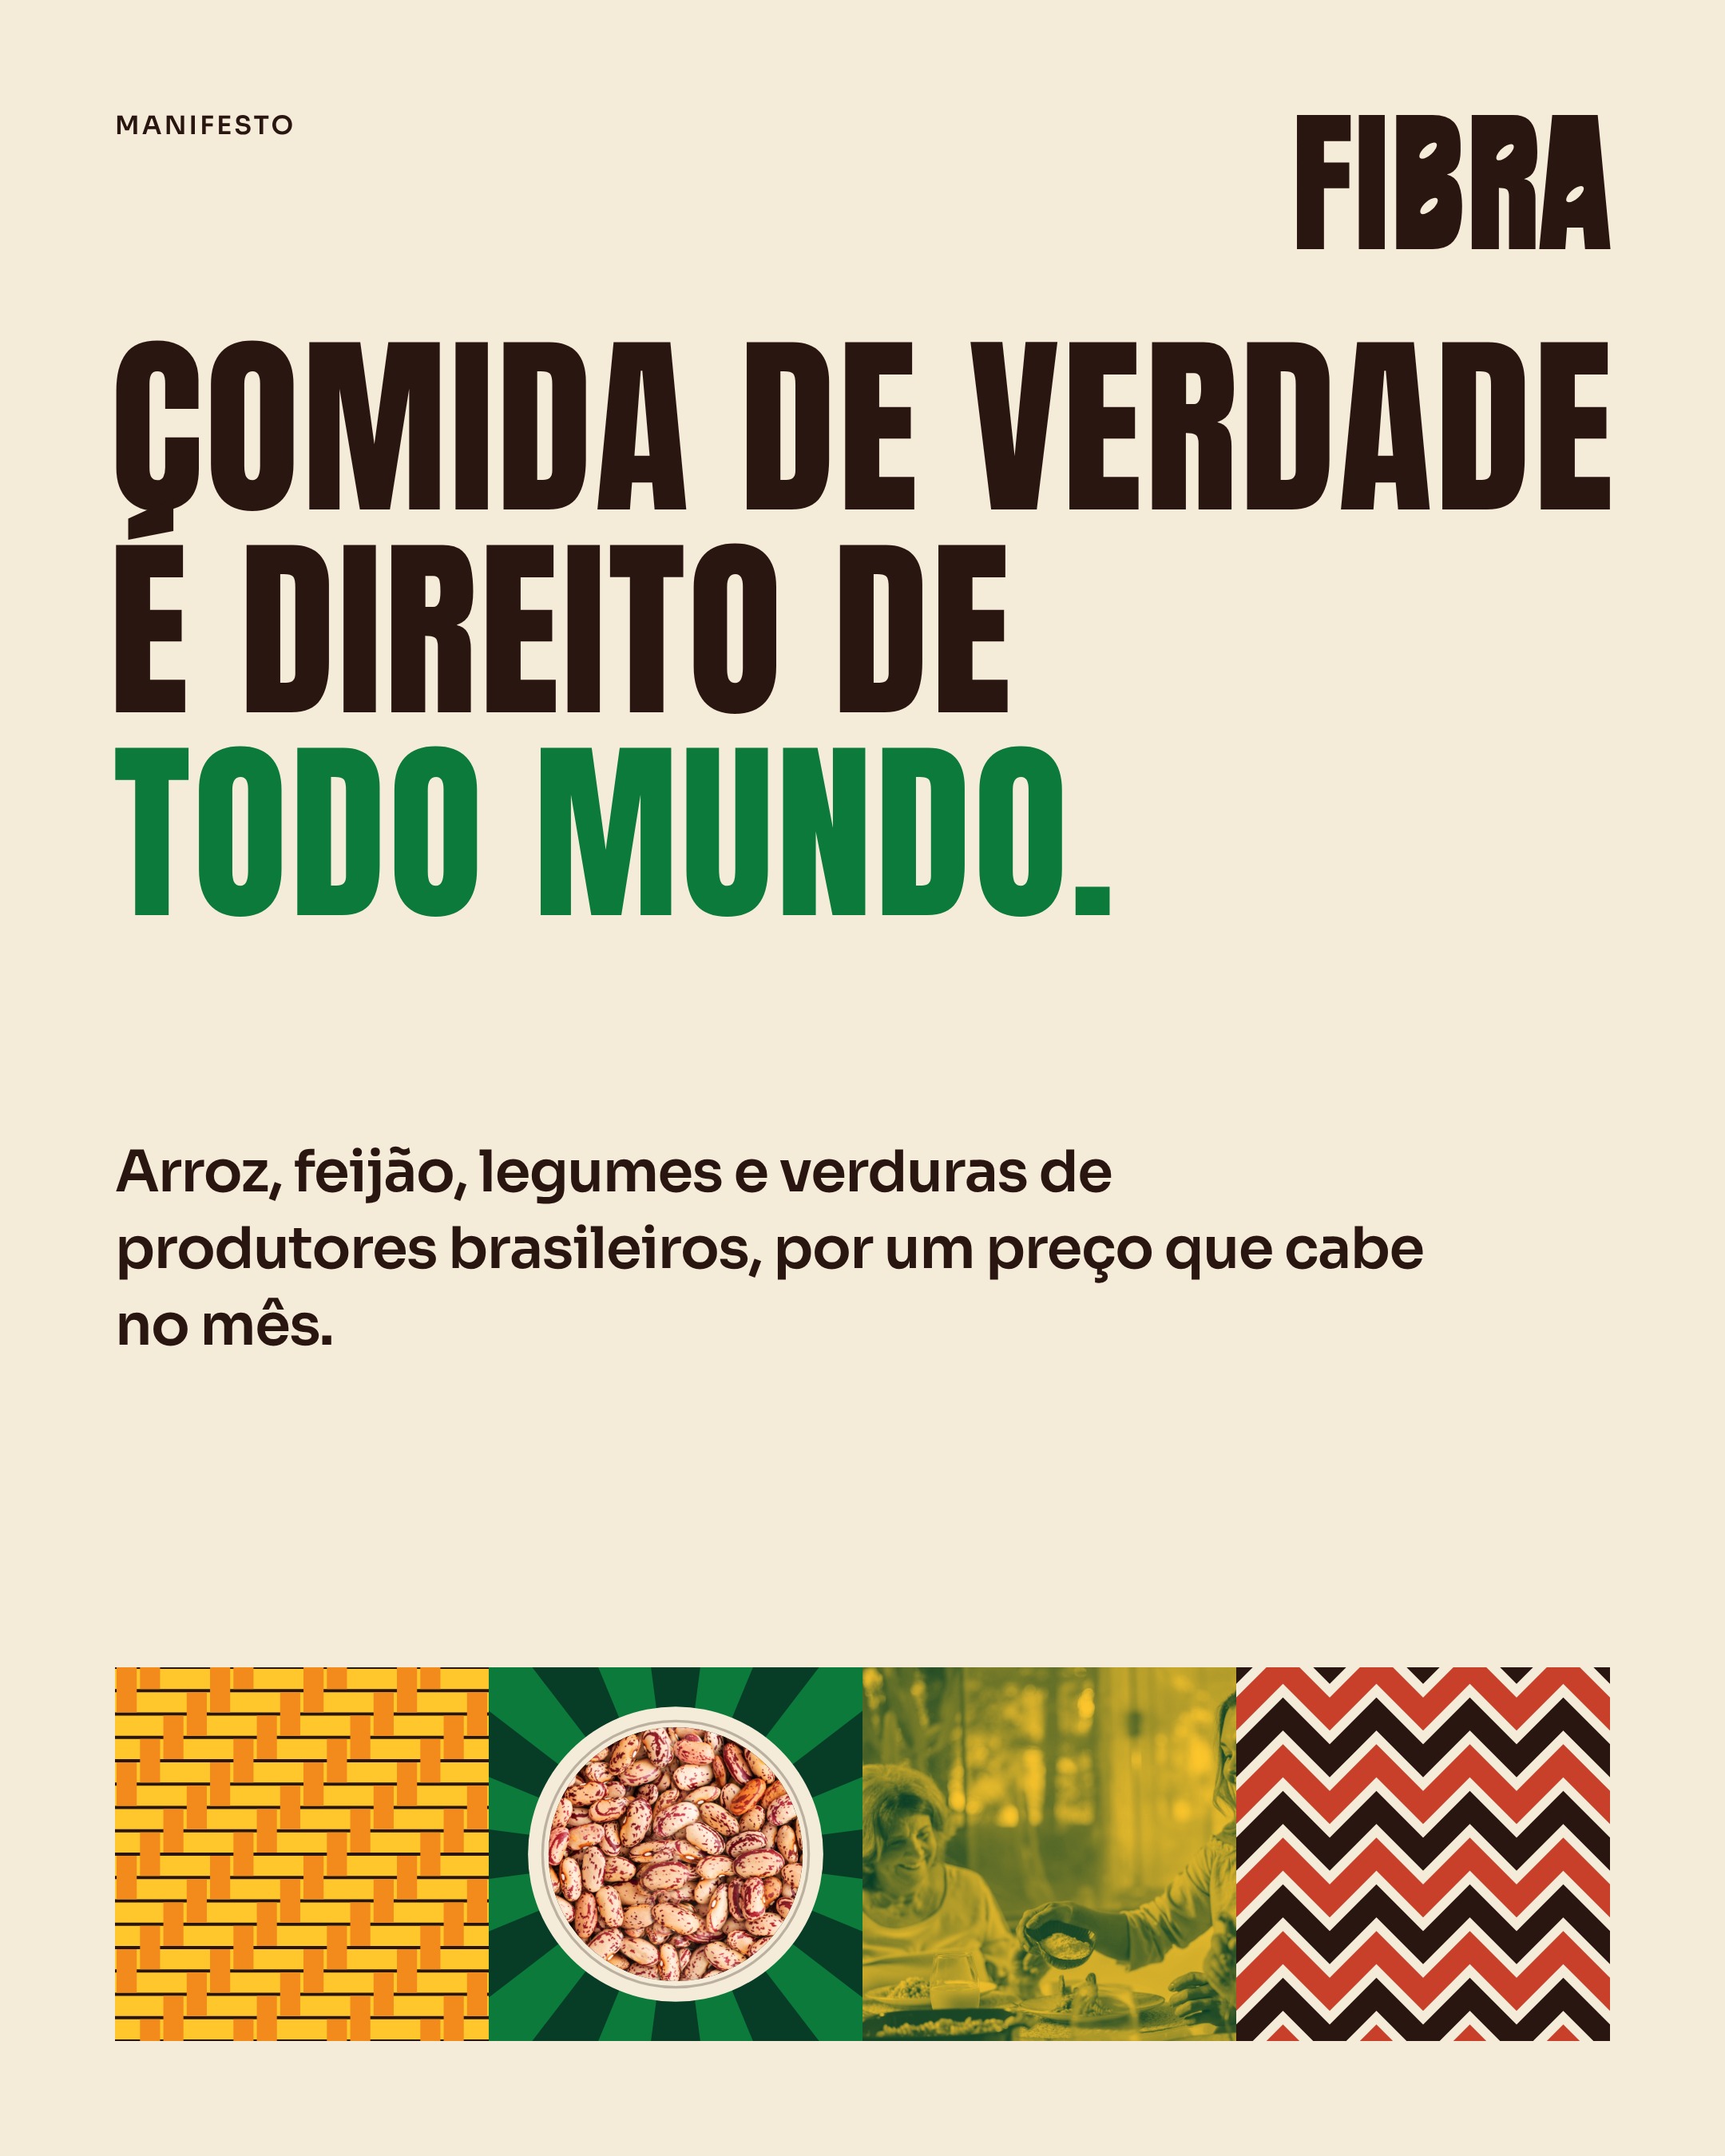 MANIFESTO
FIBRA
COMIDA DE VERDADE
É DIREITO DE
TODO MUNDO.
Arroz, feijão, legumes e verduras de
produtores brasileiros, por um preço que cabe
no mês.